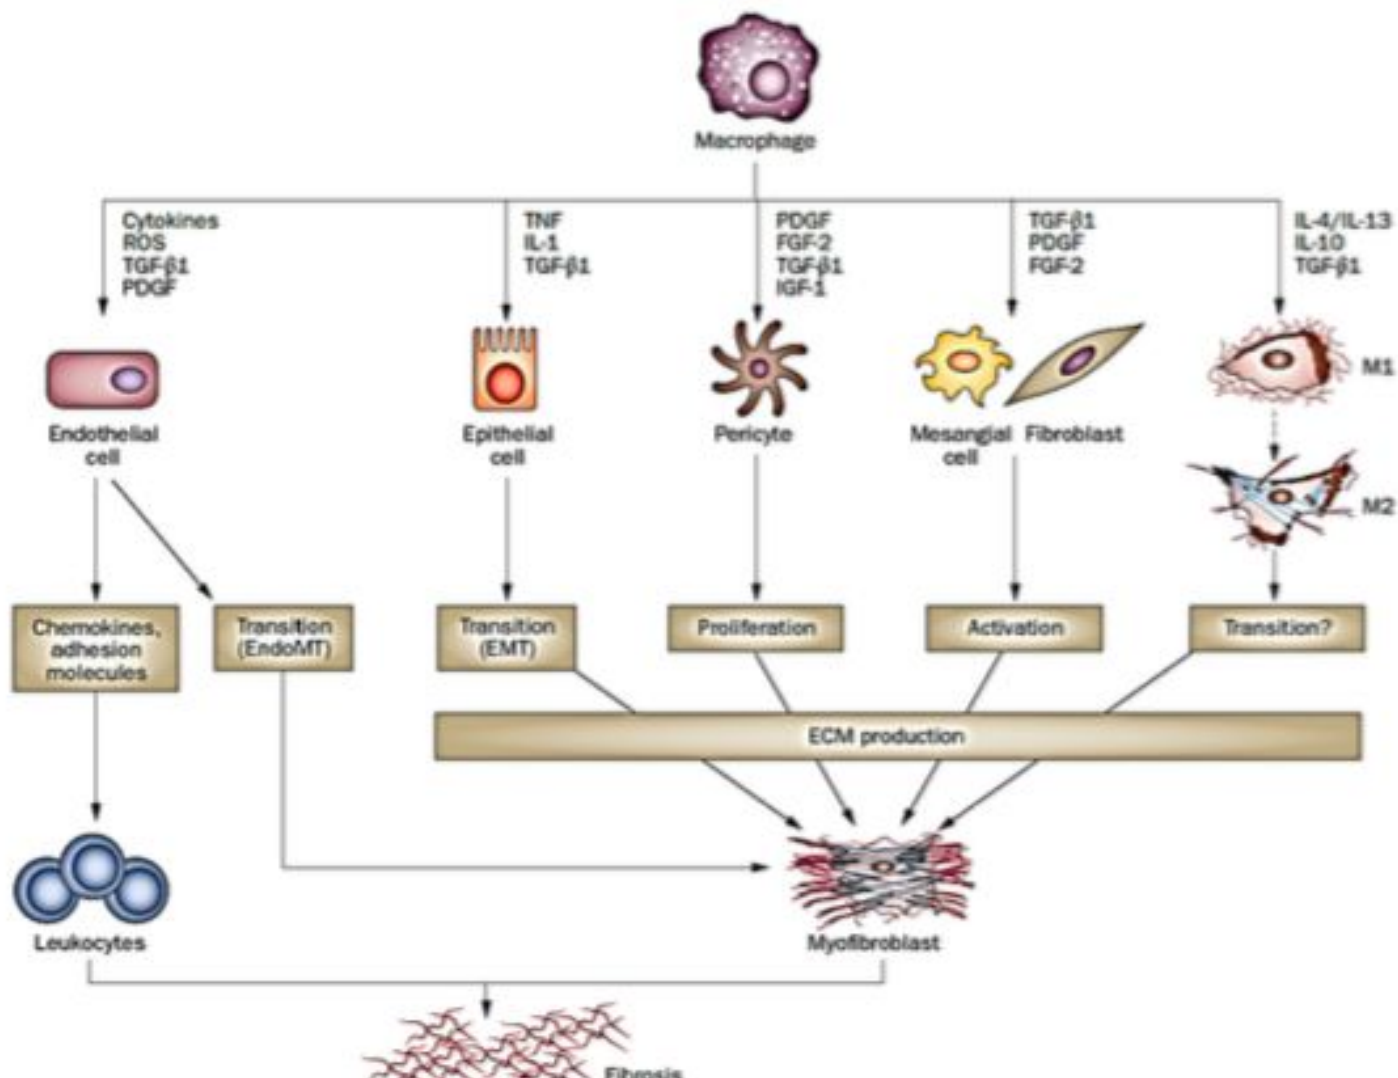 Macrophage
Cytokines
ROS
TGF-β1
PDGF
TNF
IL-1
TGF-β1
PDGF
FGF-2
TGF-β1
IGF-1
TGF-β1
PDGF
FGF-2
IL-4/IL-13
IL-10
TGF-β1
Endothelial
cell
Epithelial
cell
Pericyte
Mesangial
cell
Fibroblast
M1
M2
Chemokines,
adhesion
molecules
Transition
(EndoMT)
Transition
(EMT)
Proliferation
Activation
Transition?
ECM production
Leukocytes
Myofibroblast
Fibrosis